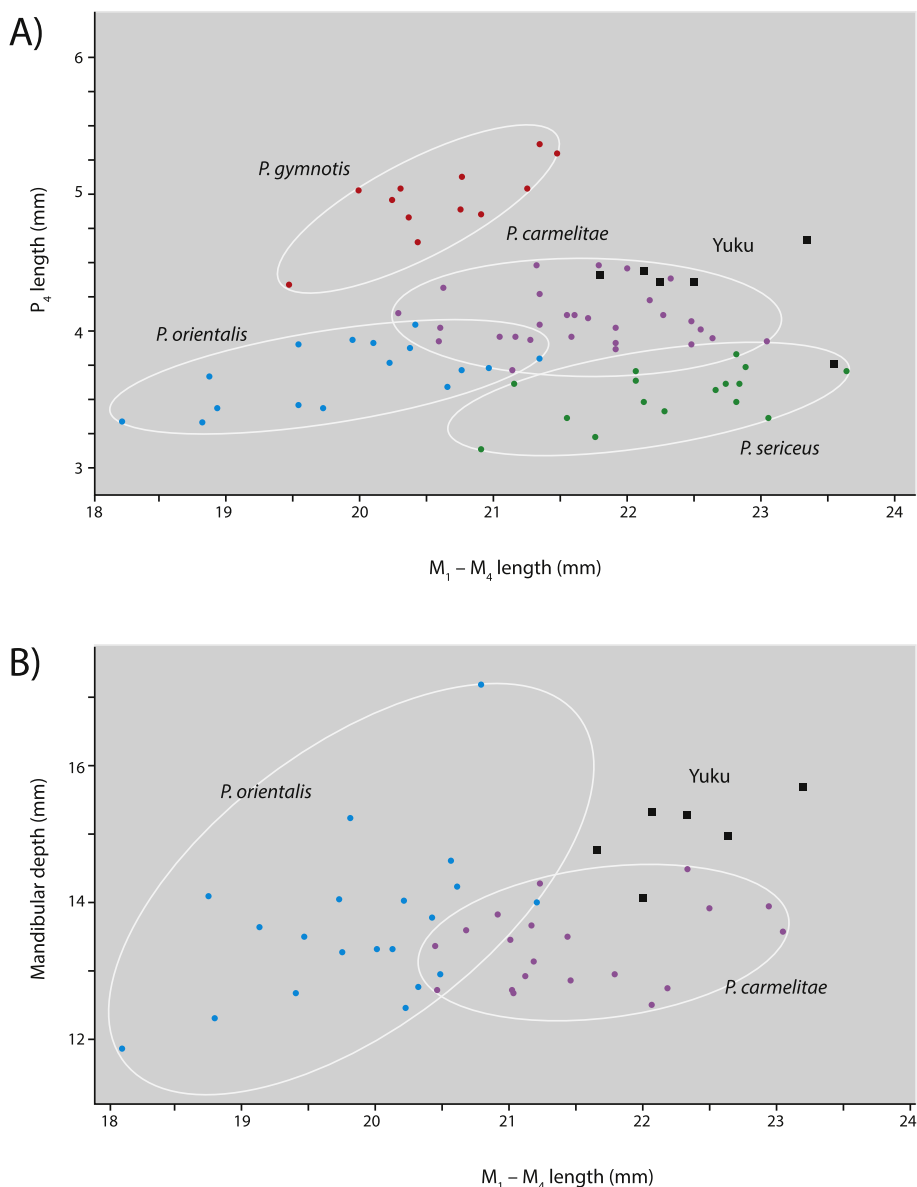 A)
6
P. gymnotis
5
P. carmelitae
Yuku
P₄ length (mm)
P. orientalis
4
P. sericeus
3
18 19 20 21 22 23 24
M₁ – M₄ length (mm)
B)
16
Yuku
P. orientalis
Mandibular depth (mm)
14
P. carmelitae
12
18 19 20 21 22 23 24
M₁ – M₄ length (mm)